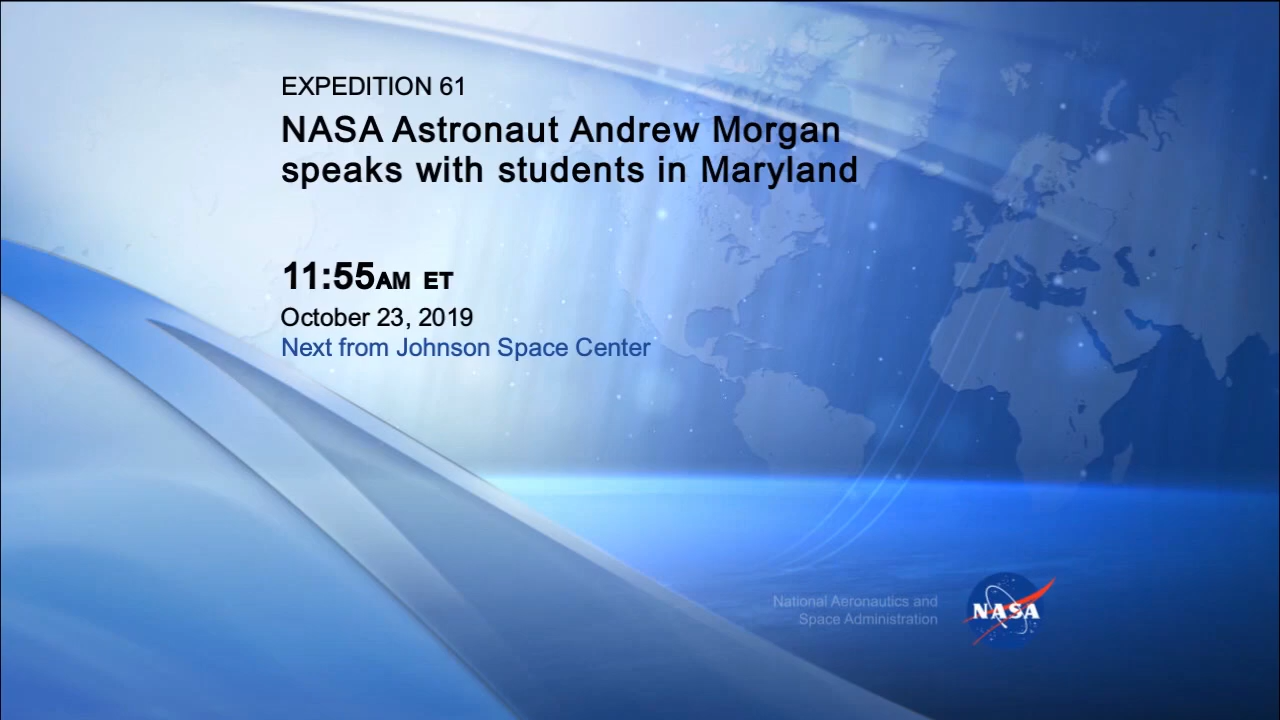 EXPEDITION 61
NASA Astronaut Andrew Morgan
speaks with students in Maryland
11:55AM ET
October 23, 2019
Next from Johnson Space Center
National Aeronautics and
Space Administration
NASA